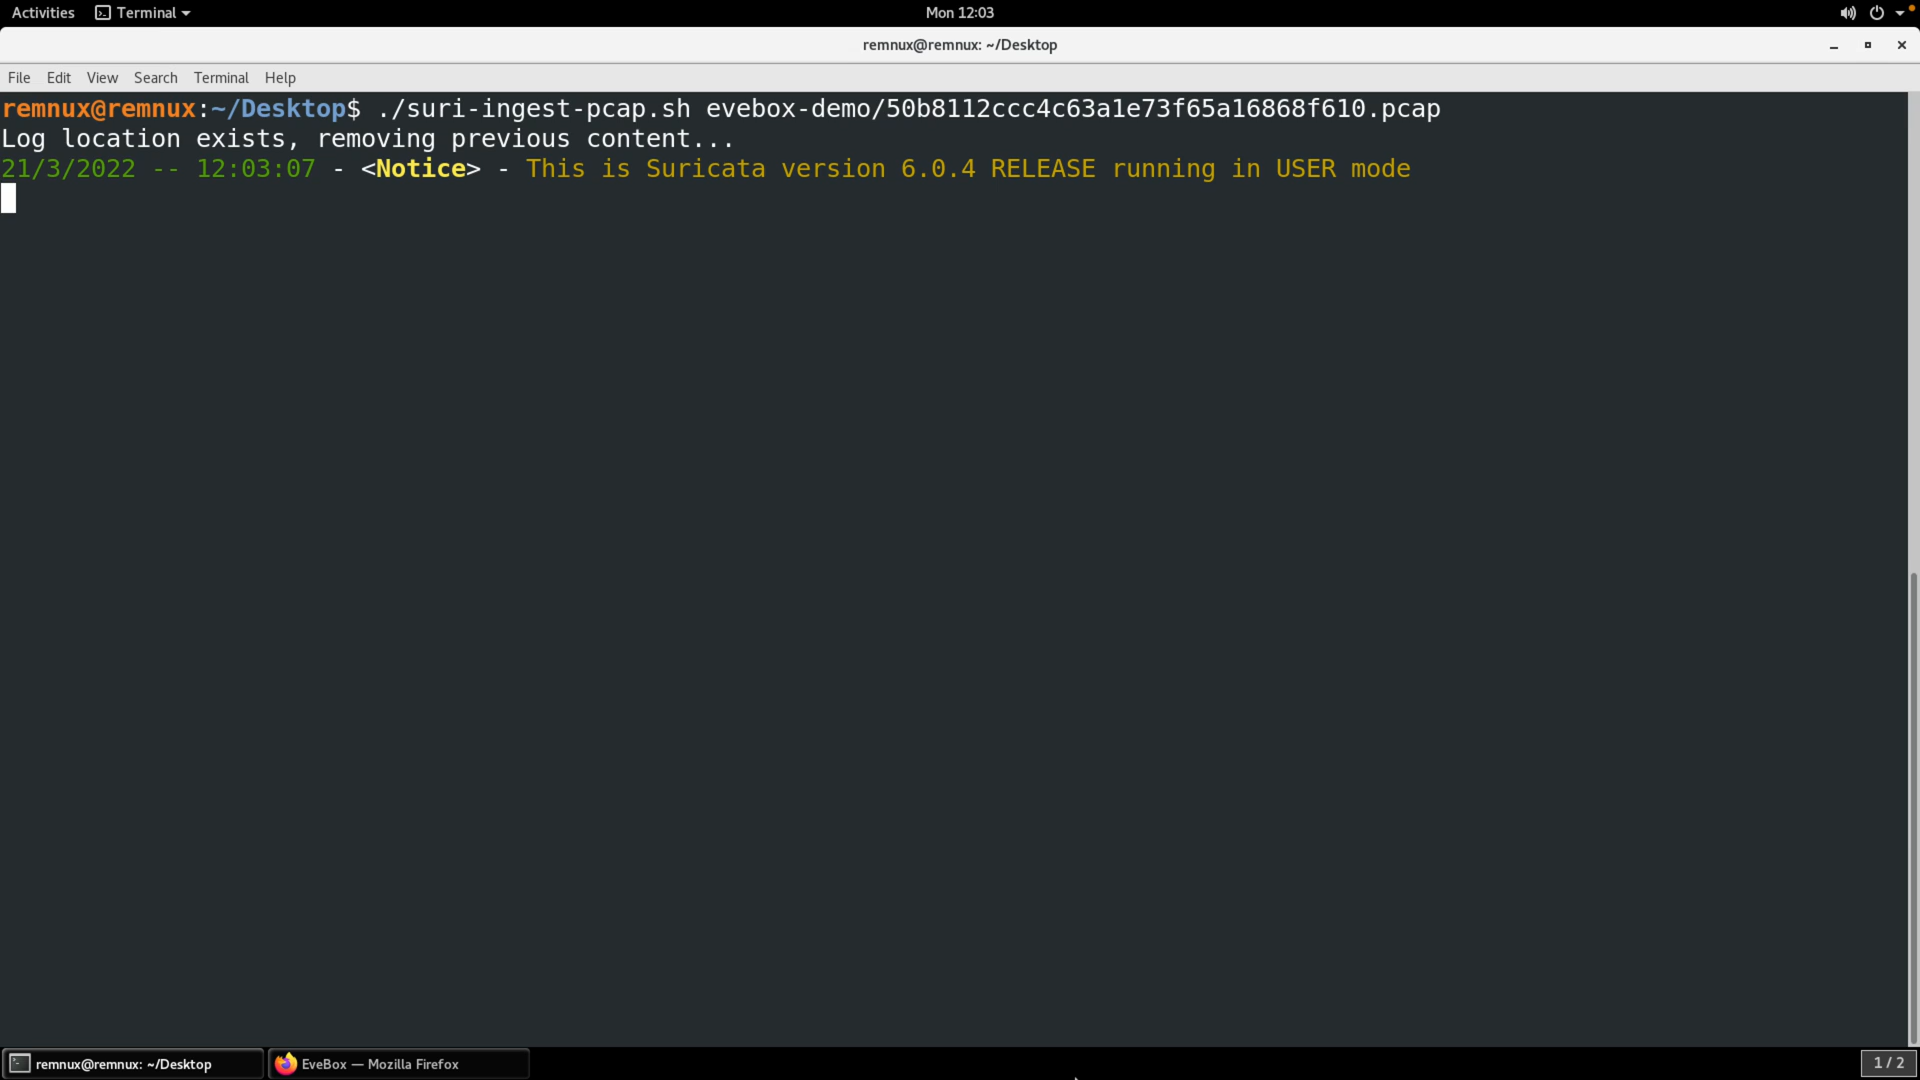 Activities Terminal Mon 12:03
remnux@remnux: ~/Desktop
File Edit View Search Terminal Help
remnux@remnux:~/Desktop$ ./suri-ingest-pcap.sh evebox-demo/50b8112ccc4c63a1e73f65a16868f610.pcap
Log location exists, removing previous content...
21/3/2022 -- 12:03:07 - <Notice> - This is Suricata version 6.0.4 RELEASE running in USER mode
remnux@remnux: ~/Desktop EveBox — Mozilla Firefox 1 / 2